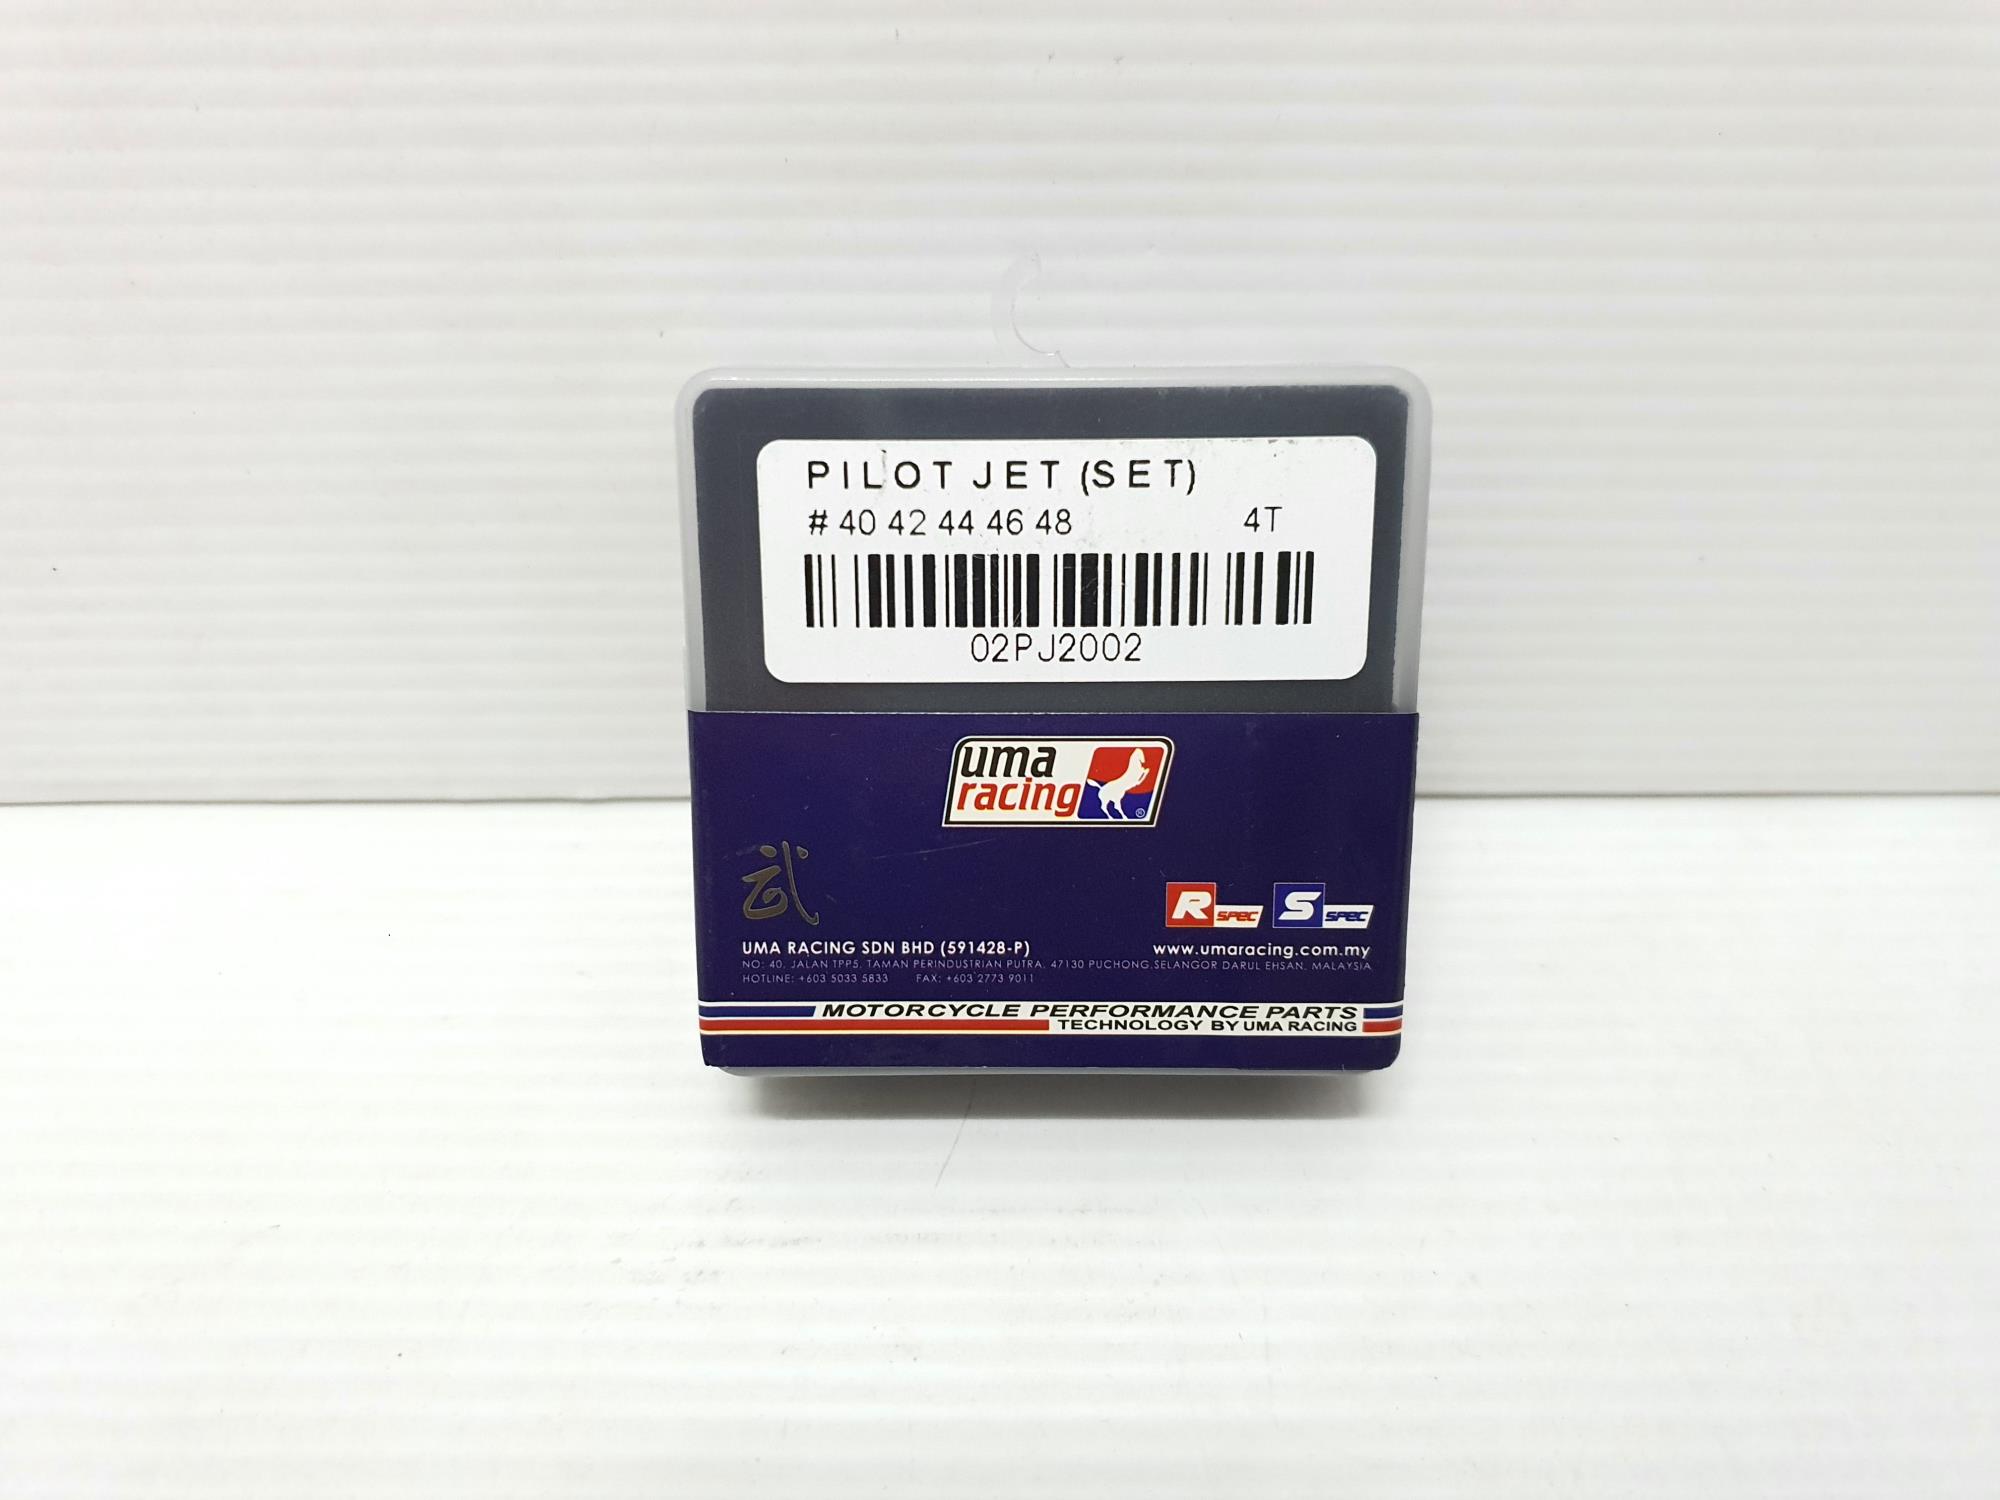 PILOT JET (SET)
# 40 42 44 46 48 4T
02PJ2002
uma
racing
®
武
R SPEC S SPEC
UMA RACING SDN BHD (591428-P) www.umaracing.com.my
NO: 40, JALAN TPP5, TAMAN PERINDUSTRIAN PUTRA, 47130 PUCHONG,SELANGOR DARUL EHSAN, MALAYSIA
HOTLINE: +603 5033 5833 FAX: +603 2773 9011
MOTORCYCLE PERFORMANCE PARTS
TECHNOLOGY BY UMA RACING